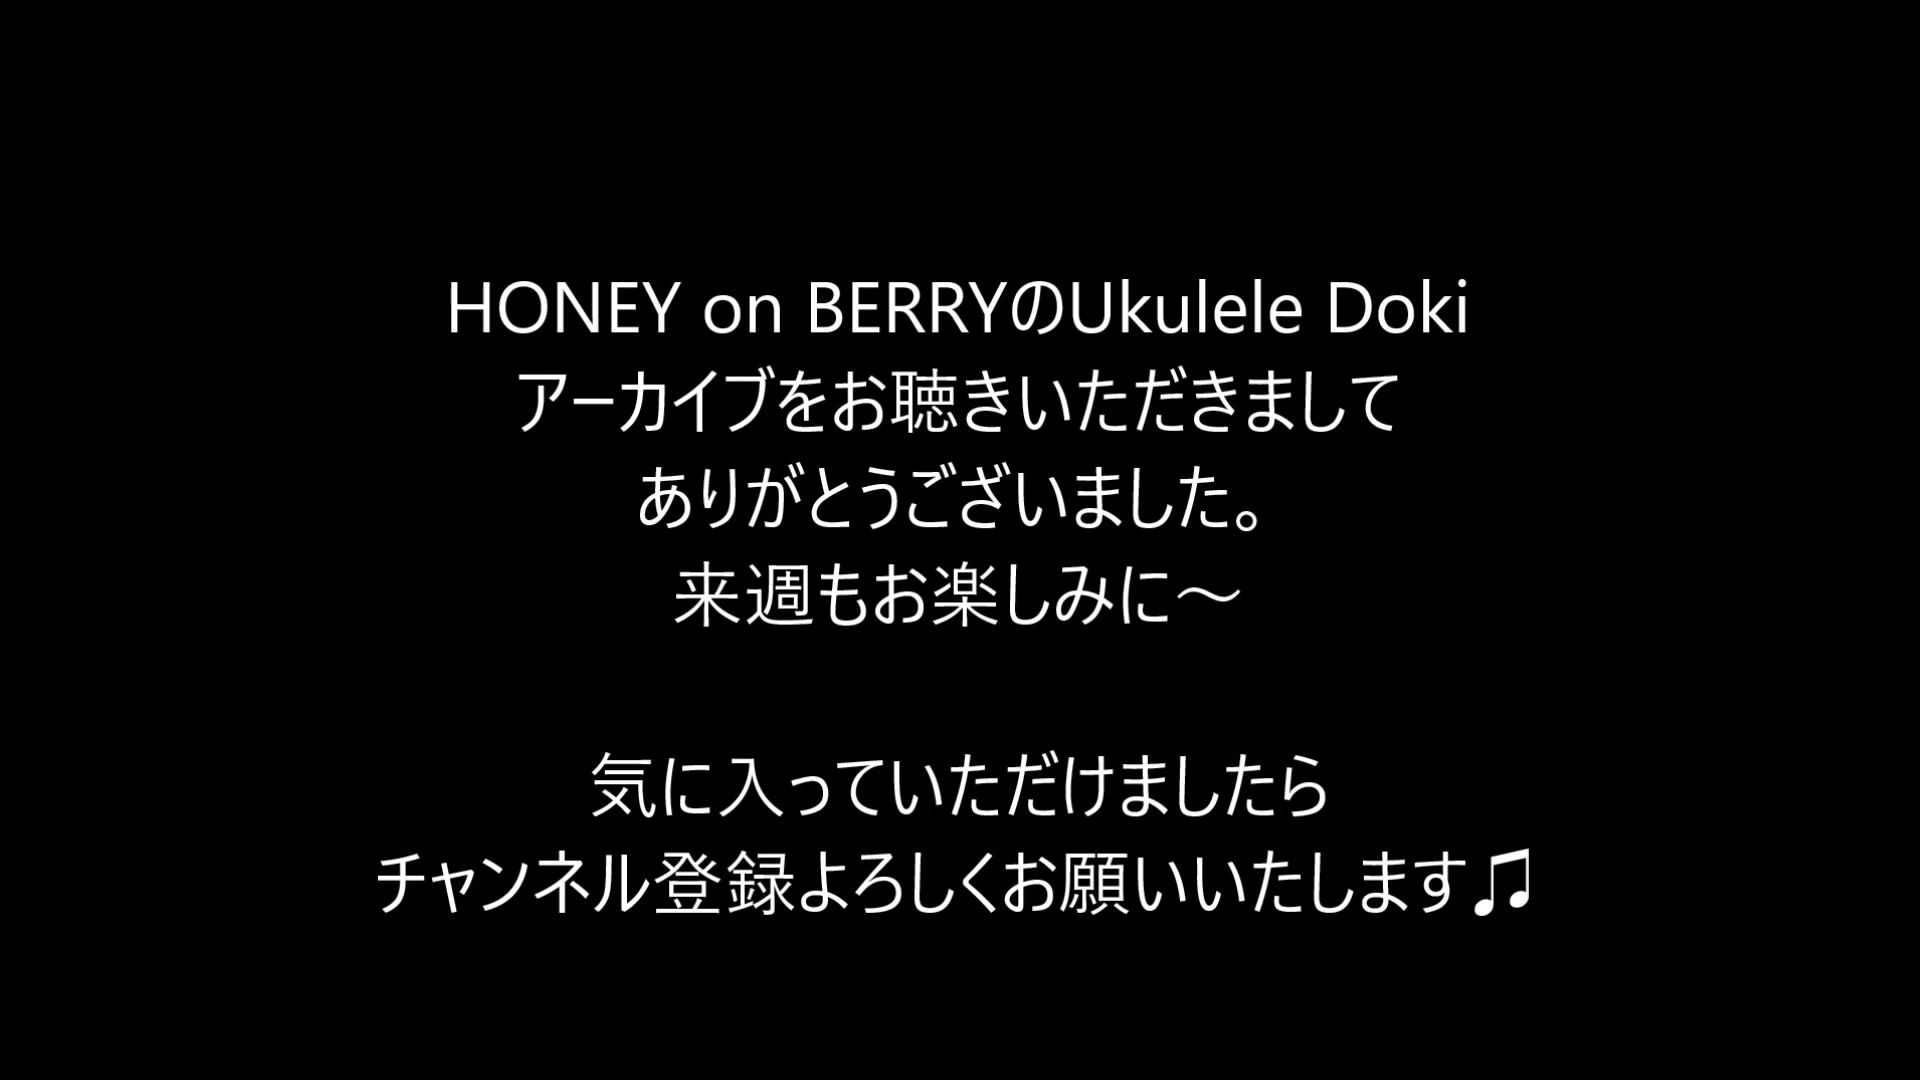 HONEY on BERRYのUkulele Doki
アーカイブをお聴きいただきまして
ありがとうございました。
来週もお楽しみに～
気に入っていただけましたら
チャンネル登録よろしくお願いいたします♫